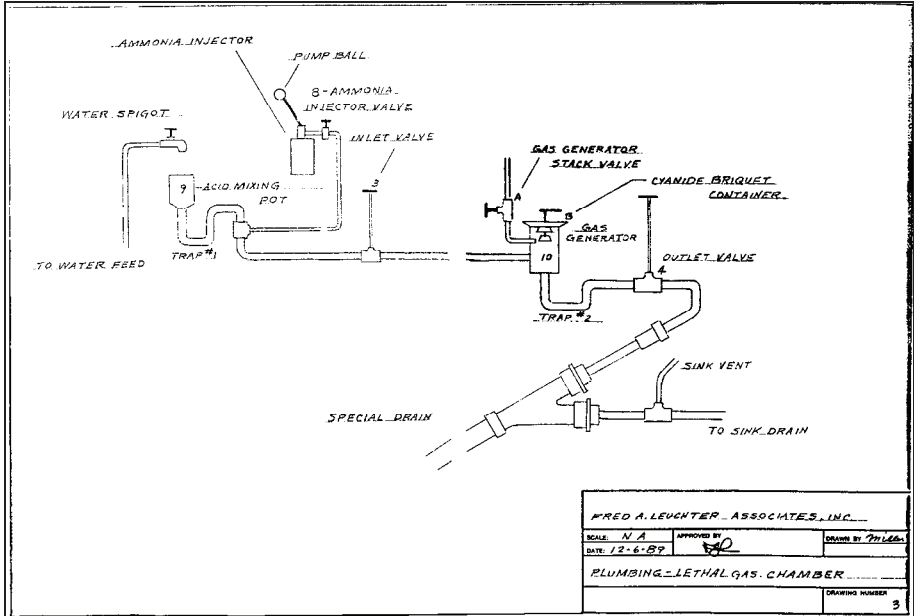 AMMONIA INJECTOR
PUMP BALL
8-AMMONIA
INJECTOR VALVE
WATER SPIGOT
INLET VALVE
3
9
ACID MIXING
POT
TO WATER FEED
TRAP #1
GAS GENERATOR
STACK VALVE
A
CYANIDE BRIQUET
CONTAINER
B
GAS
GENERATOR
10
OUTLET VALVE
4
TRAP #2
SINK VENT
SPECIAL DRAIN
TO SINK DRAIN
FRED A. LEUCHTER ASSOCIATES, INC
SCALE: N A
APPROVED BY
DRAWN BY Miller
DATE: 12-6-89
PLUMBING-LETHAL GAS CHAMBER
DRAWING NUMBER
3